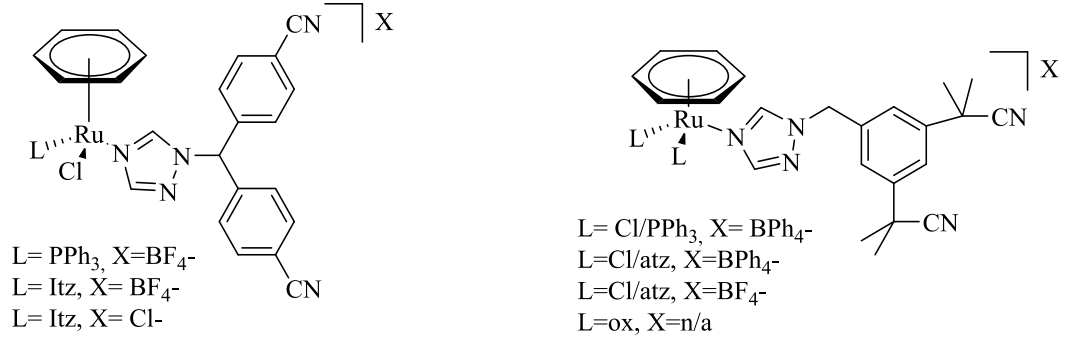 CN
X
Ru
L
Cl
N
N
N
CN
L= PPh3, X=BF4-
L= Itz, X= BF4-
L= Itz, X= Cl-
X
Ru
L
L
N
N
N
CN
CN
L= Cl/PPh3, X= BPh4-
L=Cl/atz, X=BPh4-
L=Cl/atz, X=BF4-
L=ox, X=n/a